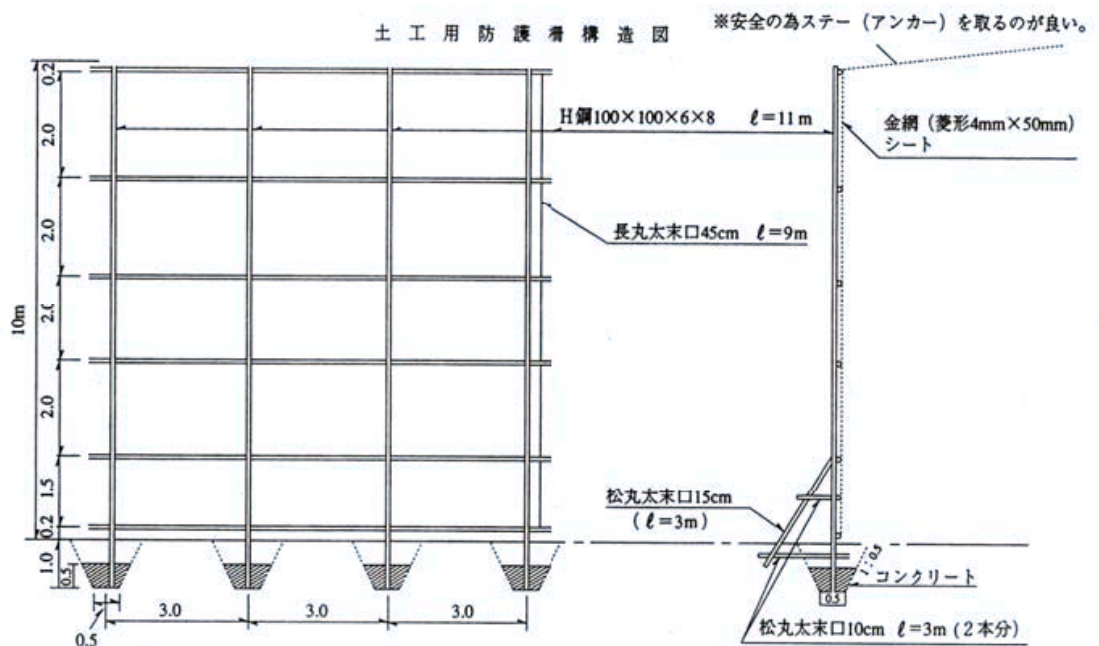 土工用防護柵構造図
※安全の為ステー（アンカー）を取るのが良い。
0.2
2.0
H鋼100×100×6×8 ℓ=11m
金網（菱形4mm×50mm）
シート
2.0
長丸太末口45cm ℓ=9m
10m
2.0
2.0
1.5
松丸太末口15cm
（ℓ=3m）
0.2
1.0
0.5
1:0.5
コンクリート
0.5
3.0
3.0
3.0
0.5
松丸太末口10cm ℓ=3m（2本分）